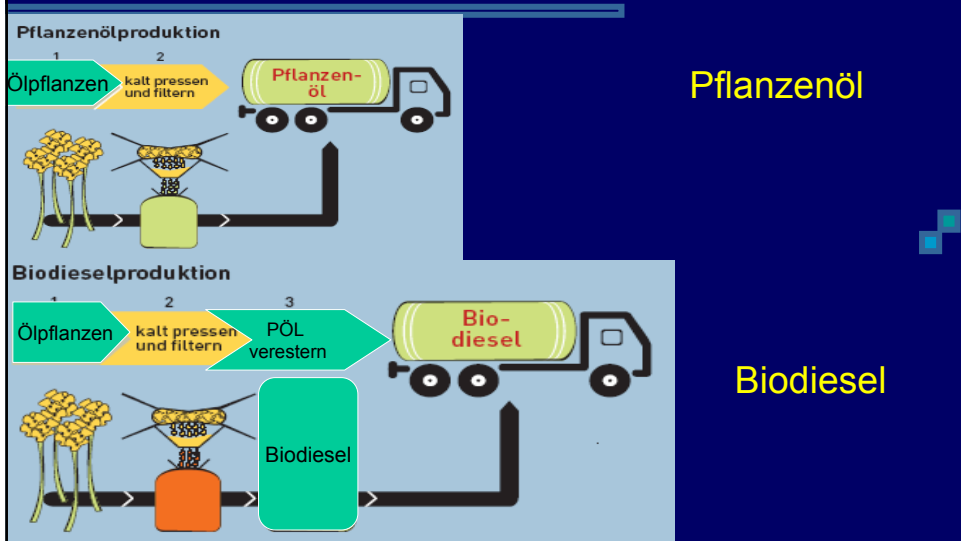 Pflanzenölproduktion
1 2
Ölpflanzen
kalt pressen
und filtern
Pflanzen-
öl
Pflanzenöl
Biodieselproduktion
1 2 3
Ölpflanzen
kalt pressen
und filtern
PÖL
verestern
Bio-
diesel
Biodiesel
Biodiesel